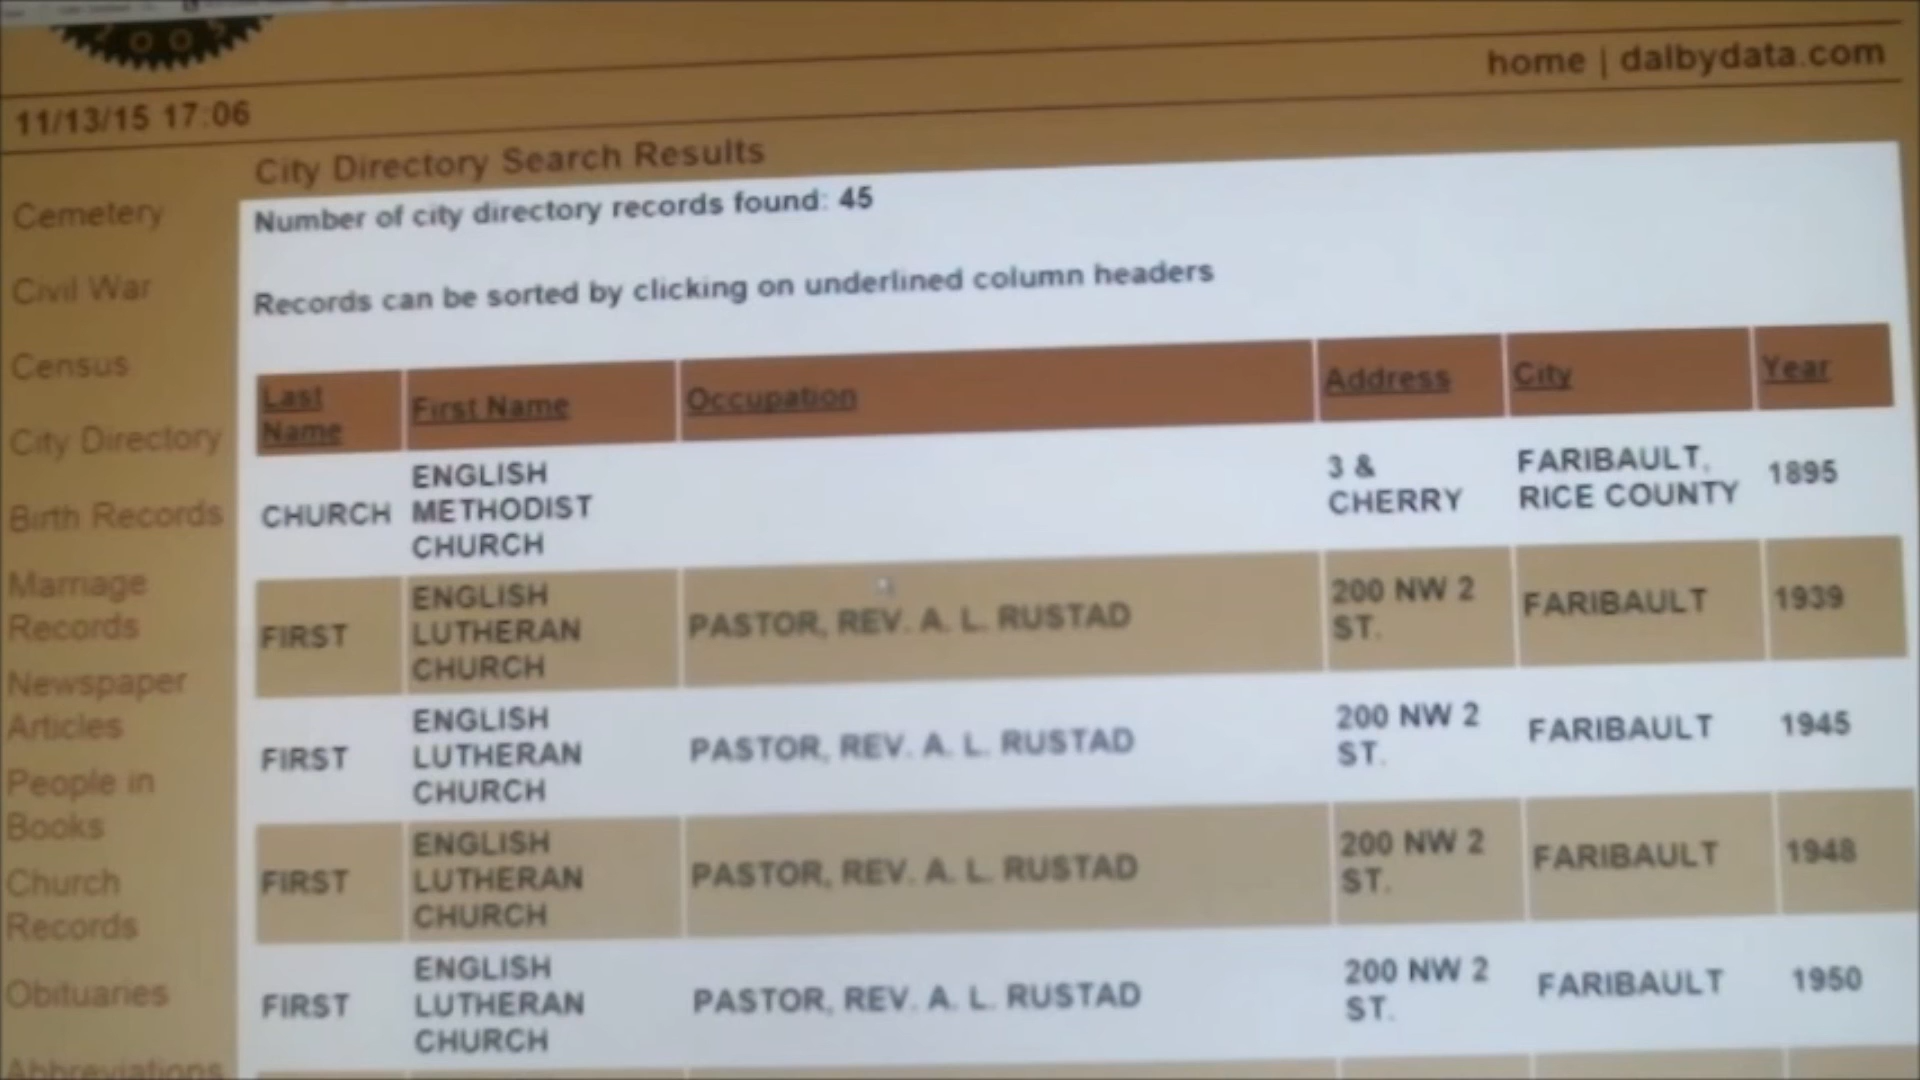 home | dalbydata.com
11/13/15 17:06
City Directory Search Results
Number of city directory records found: 45
Records can be sorted by clicking on underlined column headers
Cemetery
Civil War
Census
City Directory
Birth Records
Marriage
Records
Newspaper
Articles
People in
Books
Church
Records
Obituaries
Abbreviations
Last
Name
First Name
Occupation
Address
City
Year
CHURCH
ENGLISH
METHODIST
CHURCH
3 &
CHERRY
FARIBAULT,
RICE COUNTY
1895
FIRST
ENGLISH
LUTHERAN
CHURCH
PASTOR, REV. A. L. RUSTAD
200 NW 2
ST.
FARIBAULT
1939
FIRST
ENGLISH
LUTHERAN
CHURCH
PASTOR, REV. A. L. RUSTAD
200 NW 2
ST.
FARIBAULT
1945
FIRST
ENGLISH
LUTHERAN
CHURCH
PASTOR, REV. A. L. RUSTAD
200 NW 2
ST.
FARIBAULT
1948
FIRST
ENGLISH
LUTHERAN
CHURCH
PASTOR, REV. A. L. RUSTAD
200 NW 2
ST.
FARIBAULT
1950